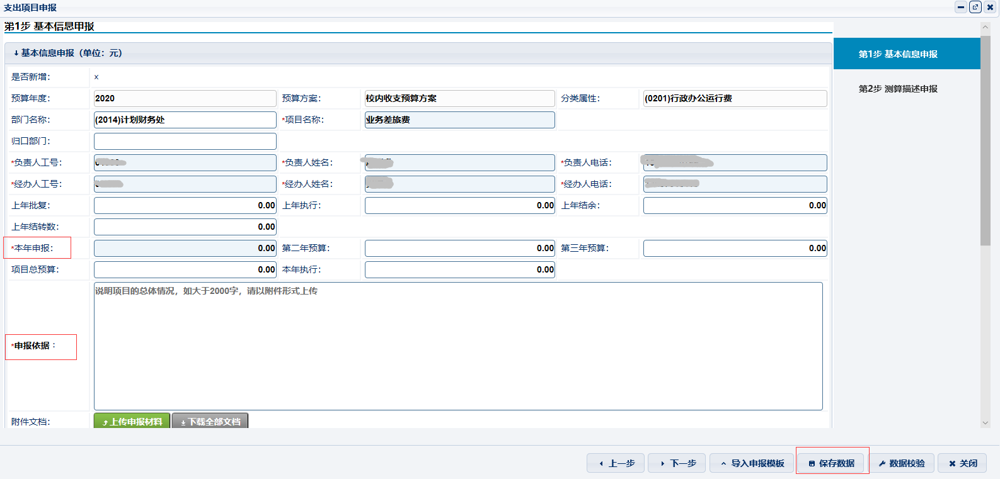 支出项目申报
第1步 基本信息申报
基本信息申报（单位：元）
是否新增： x
预算年度： 2020 预算方案： 校内收支预算方案 分类属性： (0201)行政办公运行费
部门名称： (2014)计划财务处 *项目名称： 业务差旅费
归口部门：
*负责人工号： *负责人姓名： *负责人电话：
*经办人工号： *经办人姓名： *经办人电话：
上年批复： 0.00 上年执行： 0.00 上年结余： 0.00
上年结转数： 0.00
*本年申报： 0.00 第二年预算： 0.00 第三年预算： 0.00
项目总预算： 0.00 本年执行： 0.00
*申报依据： 说明项目的总体情况，如大于2000字，请以附件形式上传
附件文档： 上传申报材料 下载全部文档
第1步 基本信息申报
第2步 测算描述申报
上一步 下一步 导入申报模板 保存数据 数据校验 关闭